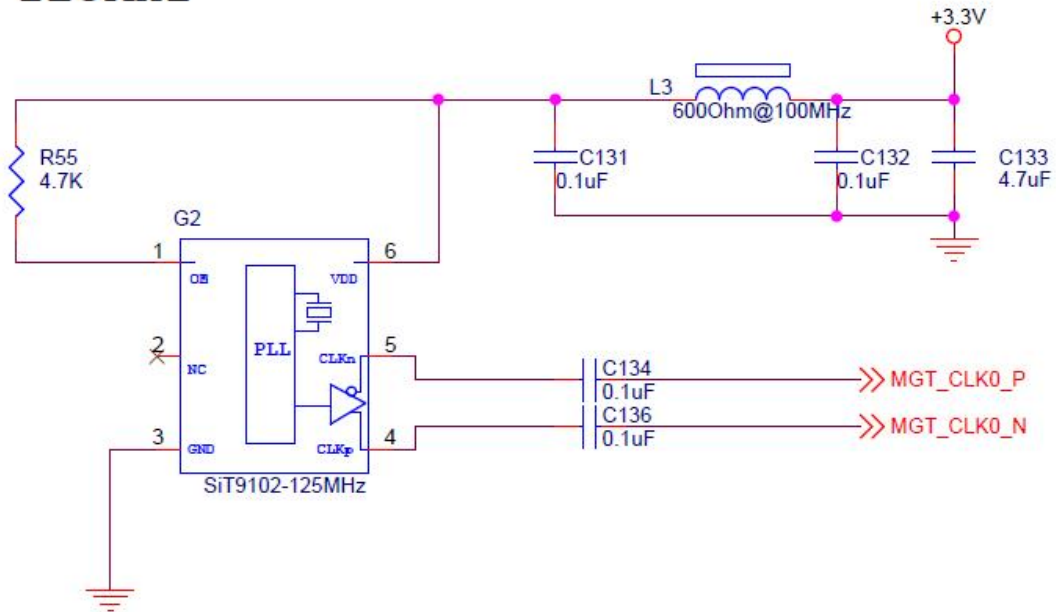 +3.3V
L3
600Ohm@100MHz
R55
4.7K
C131
0.1uF
C132
0.1uF
C133
4.7uF
G2
1
6
OE
VDD
2
5
PLL
CLKn
NC
C134
0.1uF
MGT_CLK0_P
C136
0.1uF
MGT_CLK0_N
3
4
GND
CLKp
SiT9102-125MHz